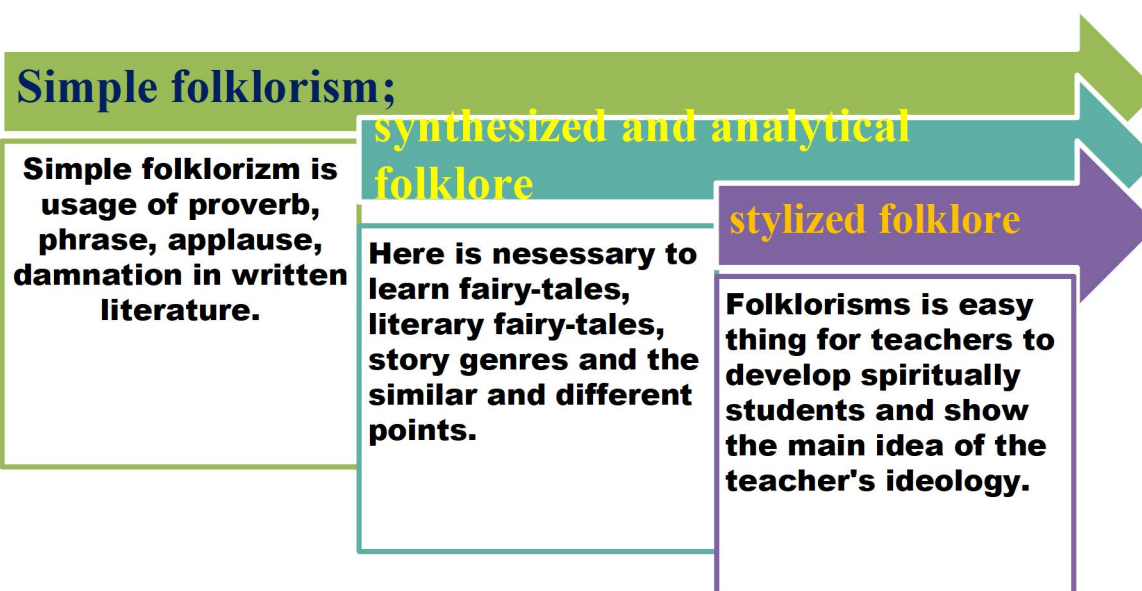 Simple folklorism;
Simple folklorizm is
usage of proverb,
phrase, applause,
damnation in written
literature.
synthesized and analytical
folklore
Here is nesessary to
learn fairy-tales,
literary fairy-tales,
story genres and the
similar and different
points.
stylized folklore
Folklorisms is easy
thing for teachers to
develop spiritually
students and show
the main idea of the
teacher's ideology.